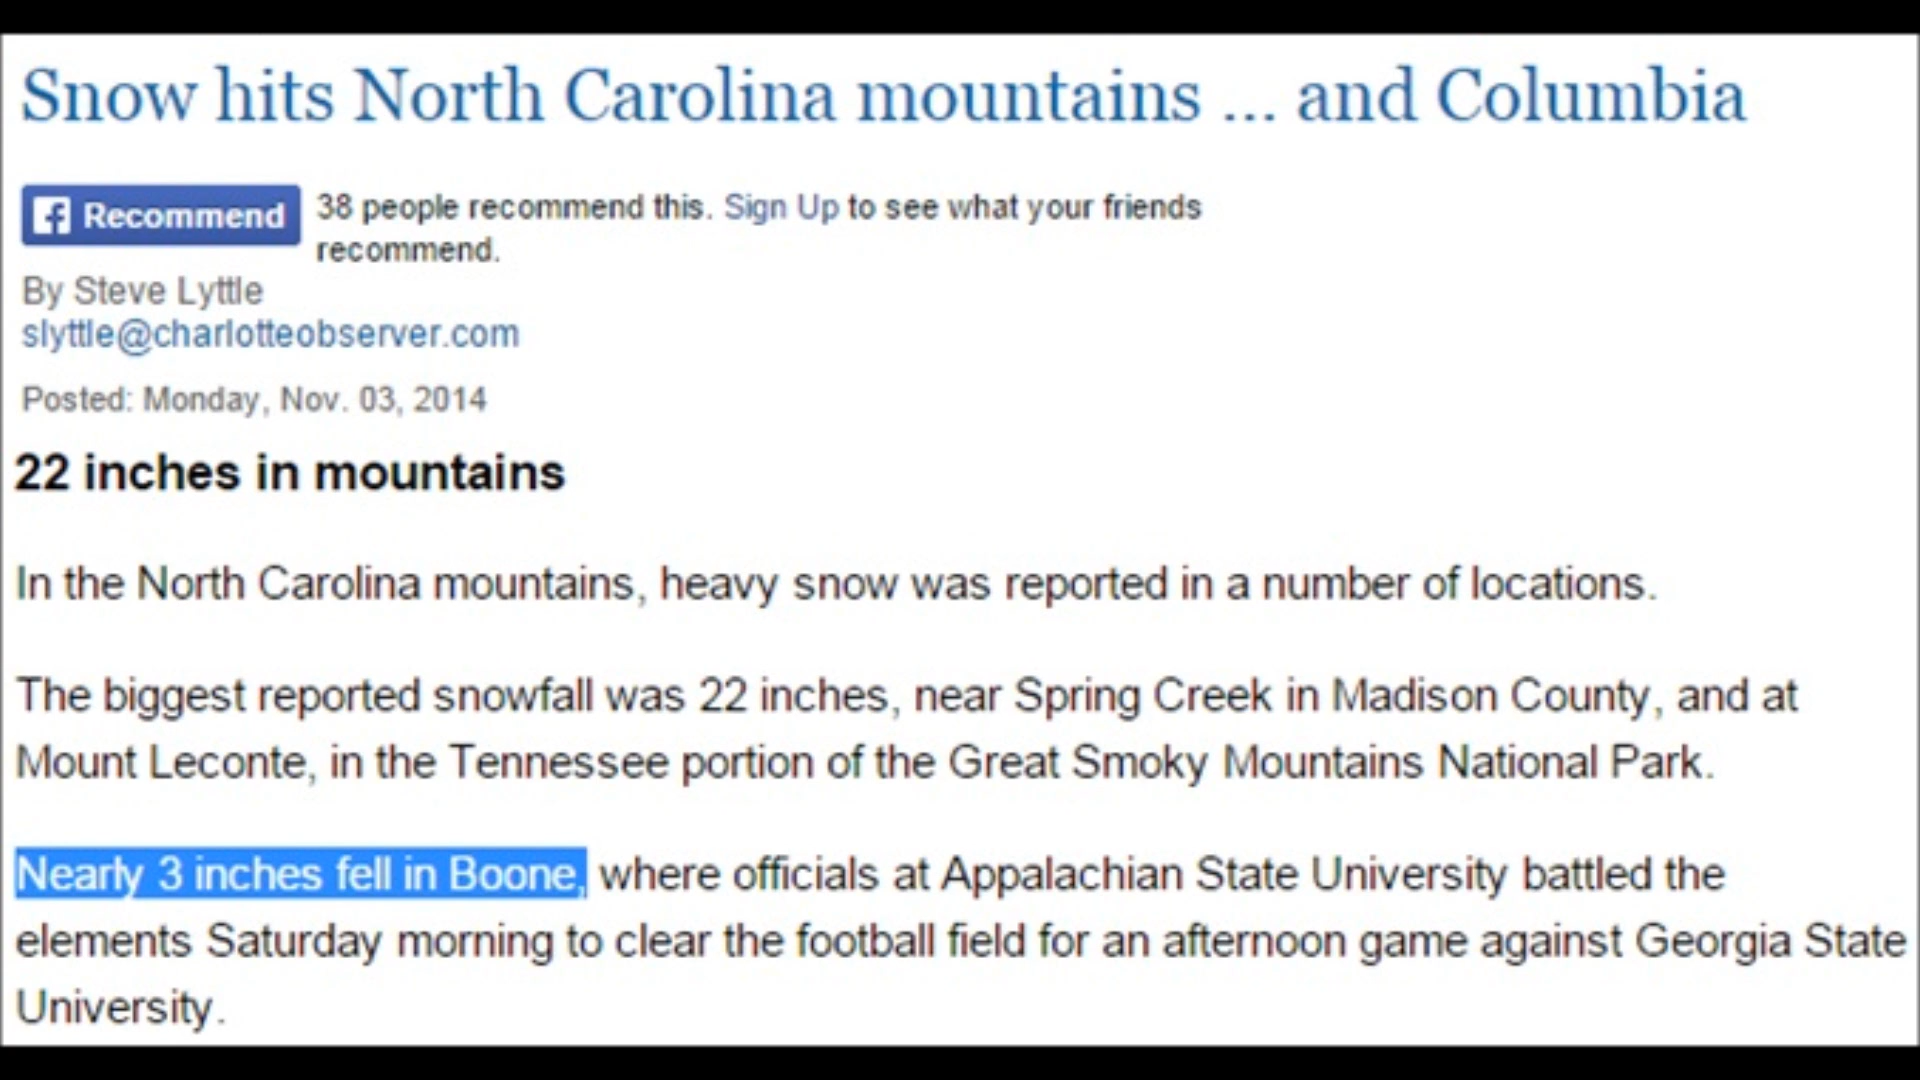 Snow hits North Carolina mountains ... and Columbia
Recommend
38 people recommend this. Sign Up to see what your friends
recommend.
By Steve Lyttle
slyttle@charlotteobserver.com
Posted: Monday, Nov. 03, 2014
22 inches in mountains
In the North Carolina mountains, heavy snow was reported in a number of locations.
The biggest reported snowfall was 22 inches, near Spring Creek in Madison County, and at
Mount Leconte, in the Tennessee portion of the Great Smoky Mountains National Park.
Nearly 3 inches fell in Boone, where officials at Appalachian State University battled the
elements Saturday morning to clear the football field for an afternoon game against Georgia State
University.